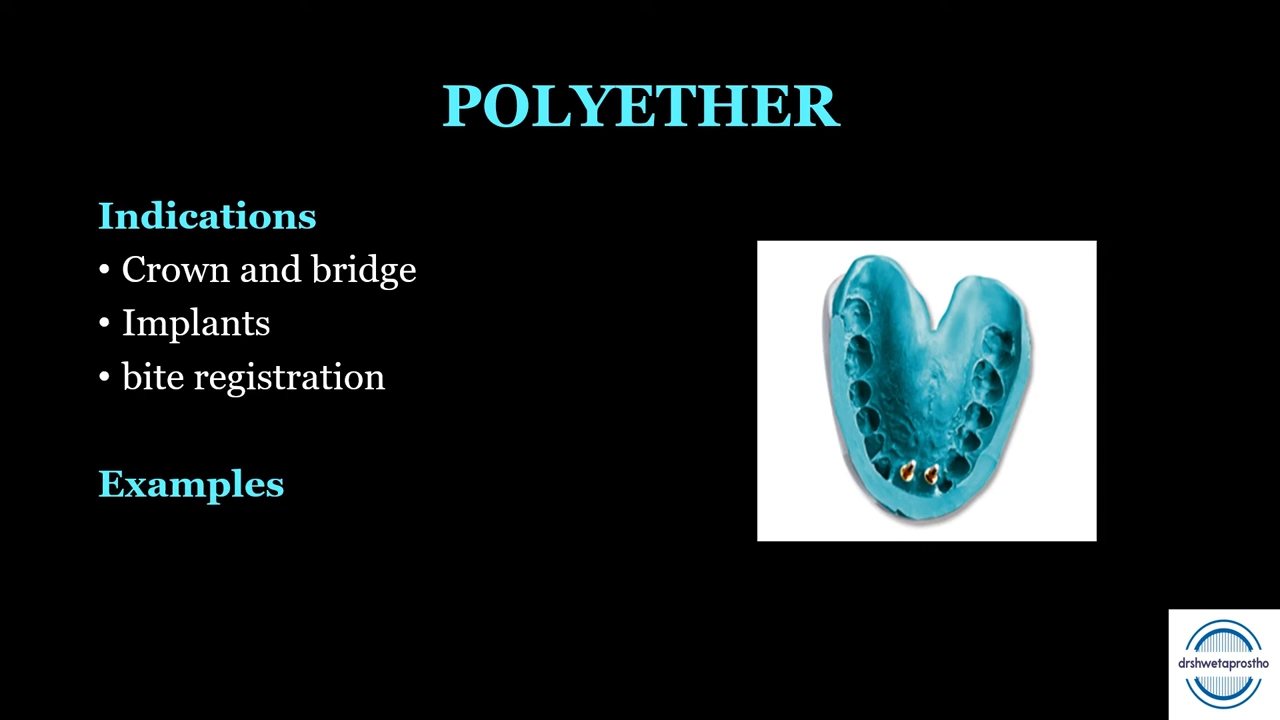 POLYETHER
Indications
• Crown and bridge
• Implants
• bite registration
Examples
drshwetaprostho